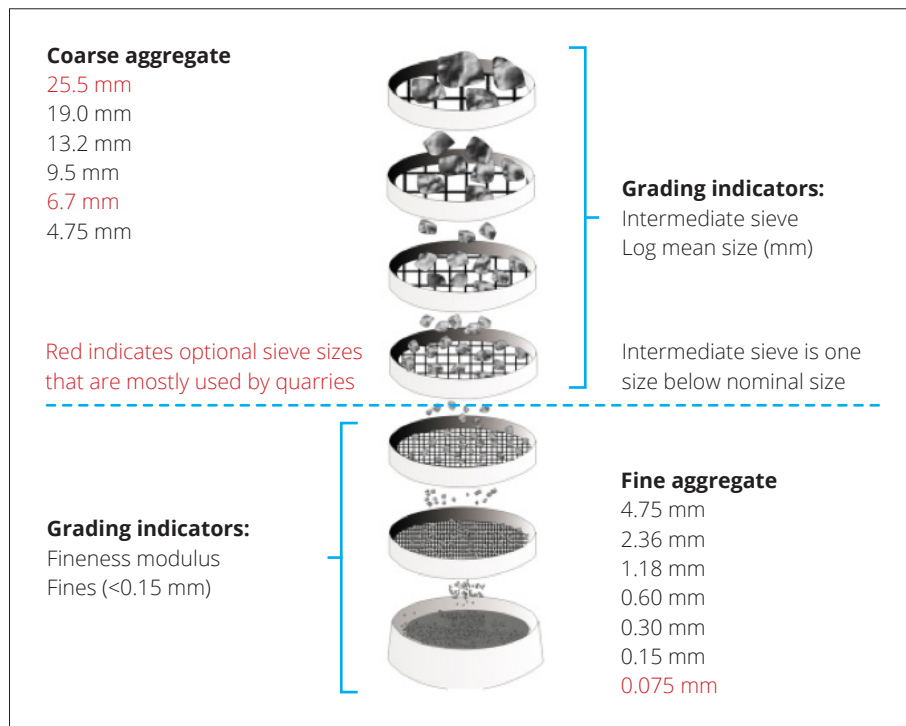 Coarse aggregate
25.5 mm
19.0 mm
13.2 mm
9.5 mm
6.7 mm
4.75 mm
Grading indicators:
Intermediate sieve
Log mean size (mm)
Red indicates optional sieve sizes
that are mostly used by quarries
Intermediate sieve is one
size below nominal size
Grading indicators:
Fineness modulus
Fines (<0.15 mm)
Fine aggregate
4.75 mm
2.36 mm
1.18 mm
0.60 mm
0.30 mm
0.15 mm
0.075 mm